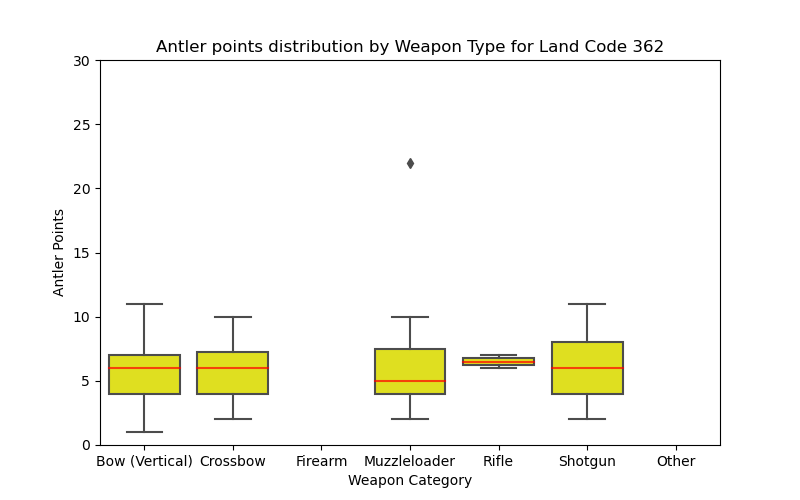 Antler points distribution by Weapon Type for Land Code 362
30
25
20
15
10
5
0
Antler Points
Bow (Vertical) Crossbow Firearm Muzzleloader Rifle Shotgun Other
Weapon Category